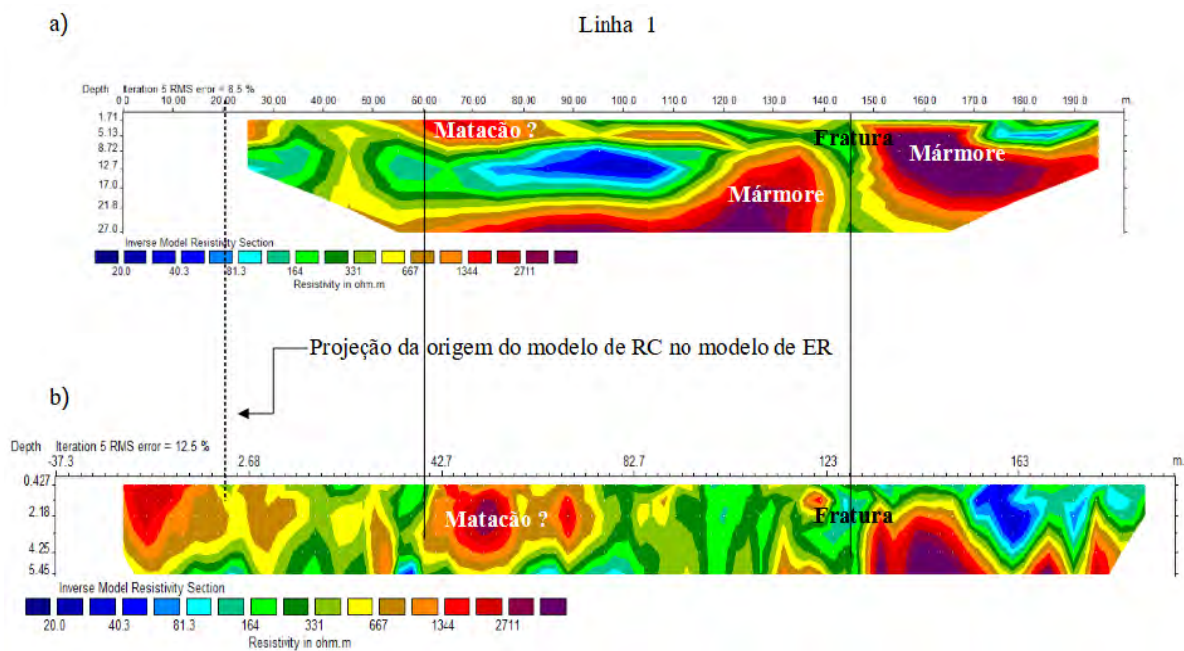 a)
Linha 1
Depth Iteration 5 RMS error = 8.5 %
0.0 10.00 20.00 30.00 40.00 50.00 60.00 70.00 80.00 90.00 100.0 110.0 120.0 130.0 140.0 150.0 160.0 170.0 180.0 190.0 m.
1.71
5.13
8.72
12.7
17.0
21.8
27.0
Matacão ?
Fratura
Mármore
Mármore
Inverse Model Resistivity Section
20.0 40.3 81.3 164 331 667 1344 2711
Resistivity in ohm.m
Projeção da origem do modelo de RC no modelo de ER
b)
Depth Iteration 5 RMS error = 12.5 %
-37.3 2.68 42.7 82.7 123 163 m.
0.427
2.18
4.25
5.45
Matacão ?
Fratura
Inverse Model Resistivity Section
20.0 40.3 81.3 164 331 667 1344 2711
Resistivity in ohm.m